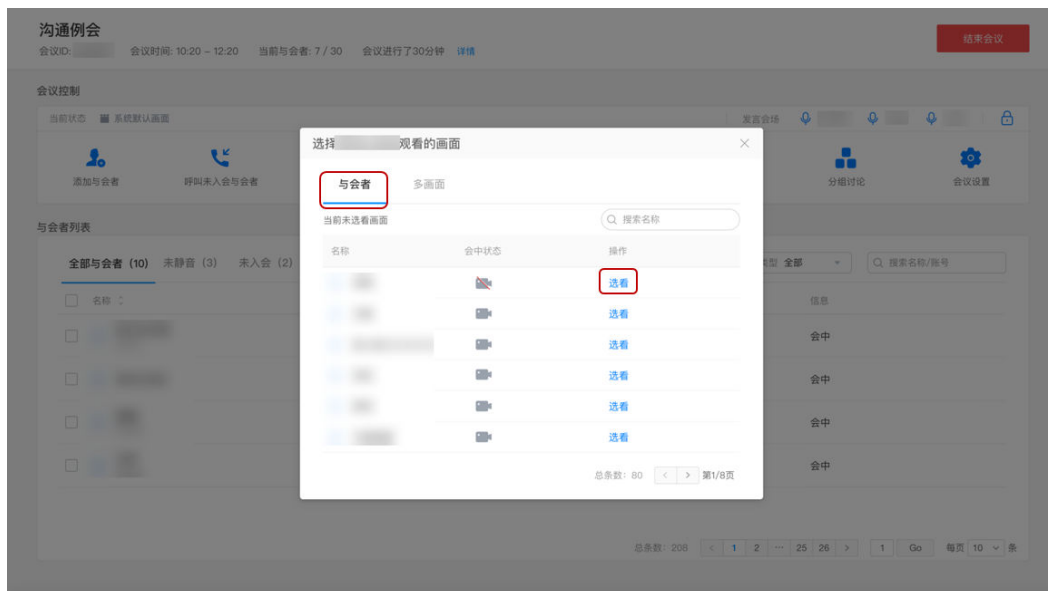 沟通例会
会议ID: 会议时间: 10:20 – 12:20 当前与会者: 7 / 30 会议进行了30分钟 详情
结束会议
会议控制
当前状态 系统默认画面
发言会场
添加与会者
呼叫未入会与会者
分组讨论
会议设置
选择 观看的画面
与会者
多画面
当前未选看画面
搜索名称
名称 会中状态 操作
选看
选看
选看
选看
选看
选看
总条数: 80 < > 第1/8页
与会者列表
全部与会者 (10) 未静音 (3) 未入会 (2)
类型 全部
搜索名称/账号
名称 信息
会中
会中
会中
会中
总条数: 208 < 1 2 ··· 25 26 > 1 Go 每页 10 条